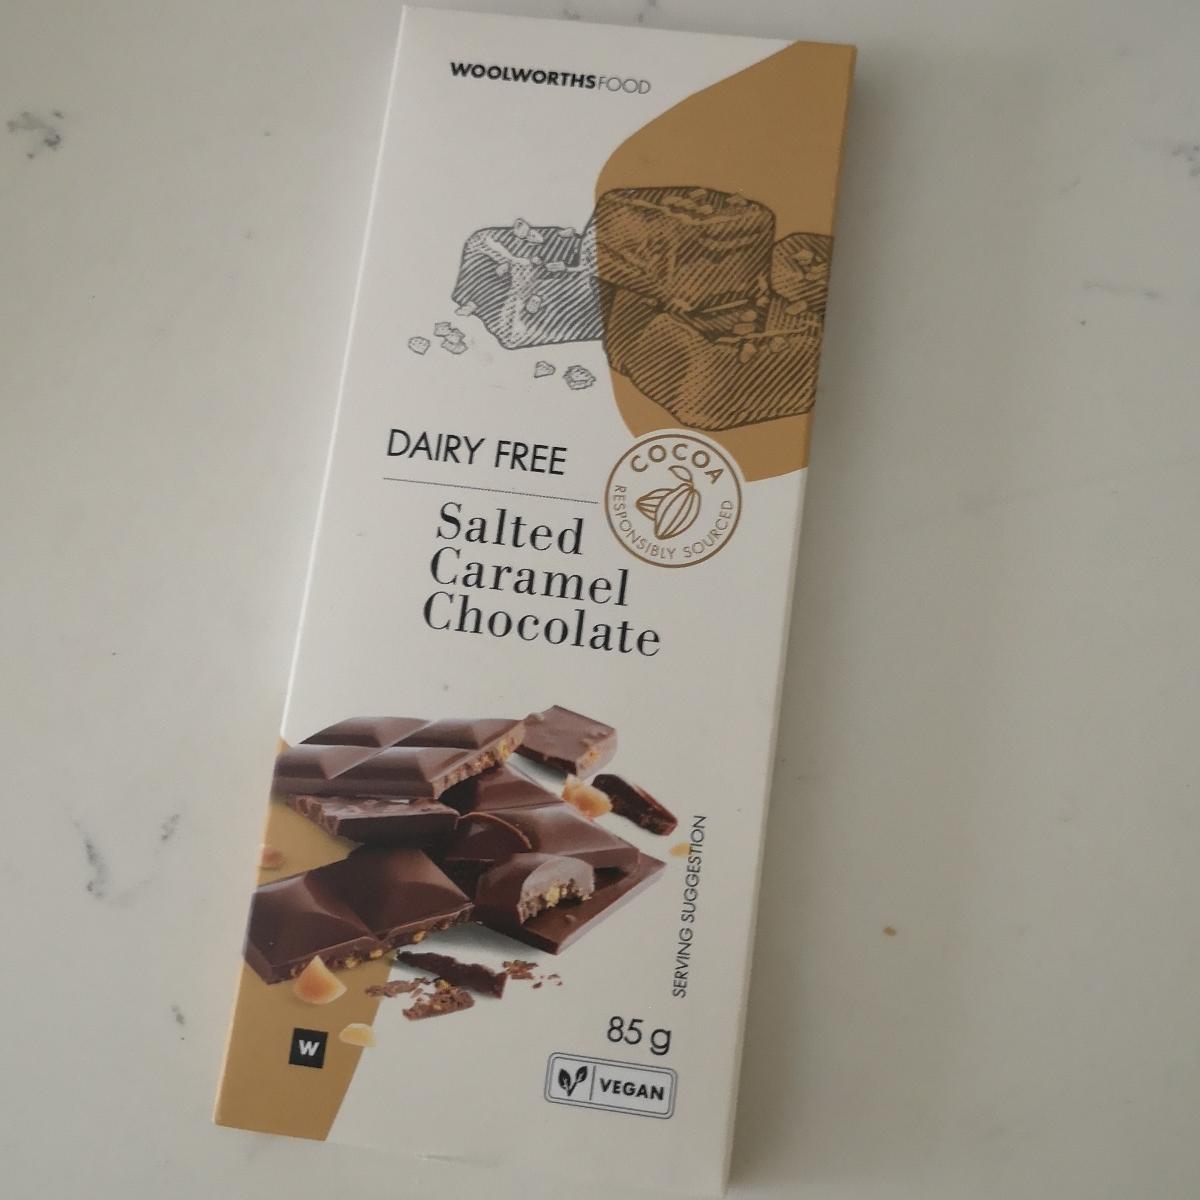 WOOLWORTHSFOOD
DAIRY FREE
COCOA
RESPONSIBLY SOURCED
Salted
Caramel
Chocolate
SERVING SUGGESTION
85 g
W
VEGAN